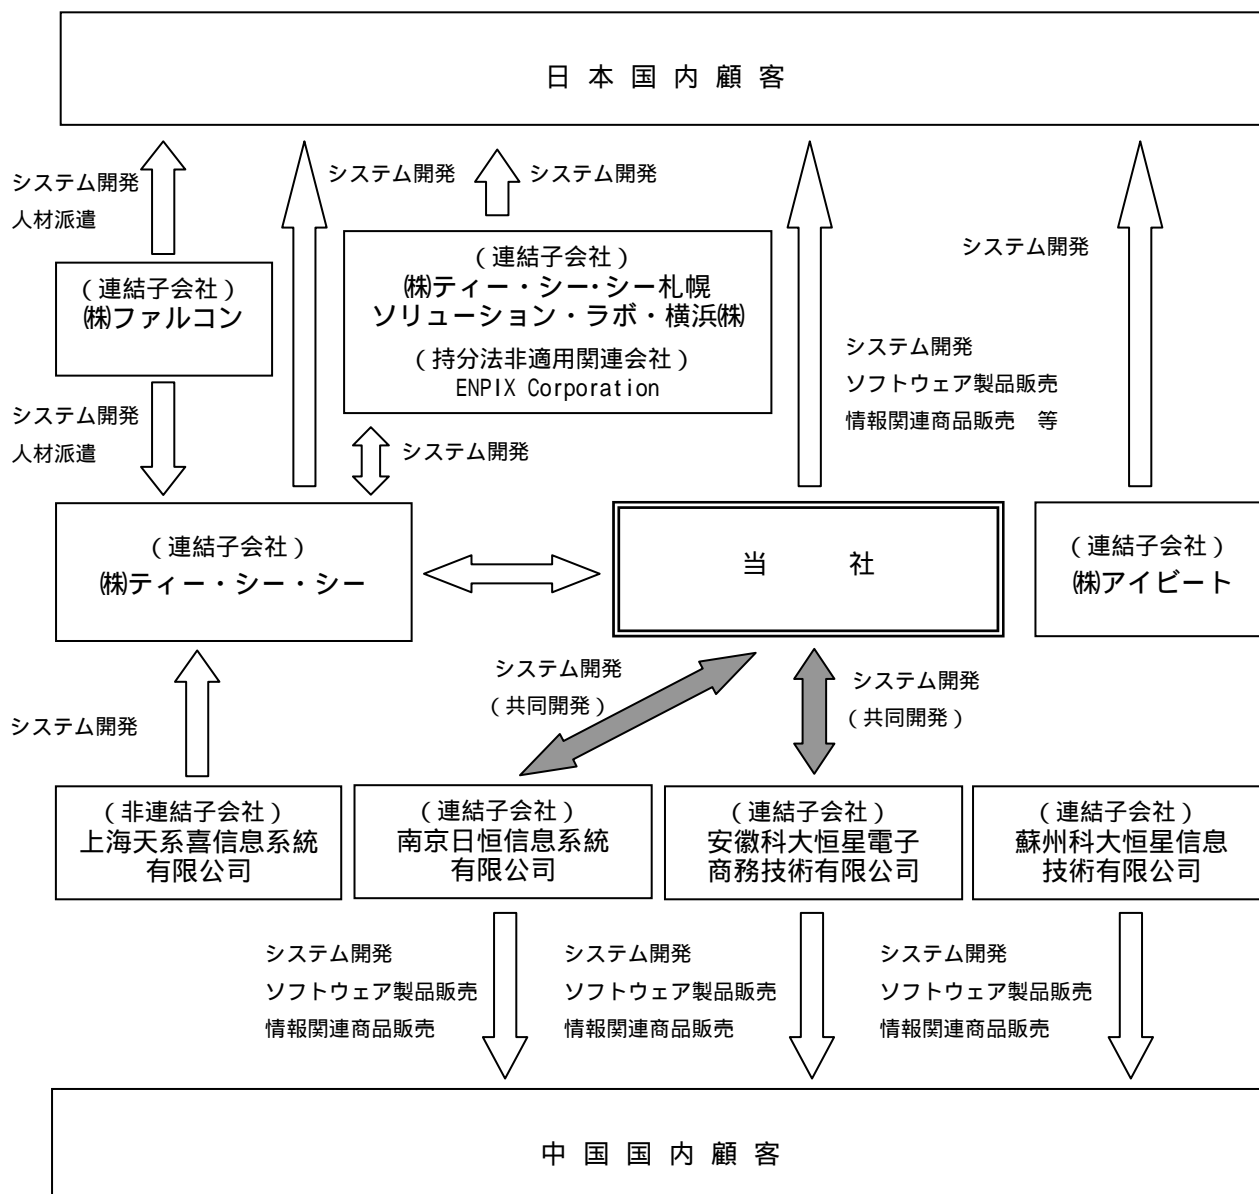 日本国内顧客
システム開発
人材派遣
システム開発
システム開発
システム開発
(連結子会社)
㈱ファルコン
(連結子会社)
㈱ティー・シー・シー札幌
ソリューション・ラボ・横浜㈱
(持分法非適用関連会社)
ENPIX Corporation
システム開発
ソフトウェア製品販売
情報関連商品販売 等
システム開発
人材派遣
システム開発
(連結子会社)
㈱ティー・シー・シー
当 社
(連結子会社)
㈱アイビート
システム開発
システム開発
(共同開発)
システム開発
(共同開発)
(非連結子会社)
上海天系喜信息系統
有限公司
(連結子会社)
南京日恒信息系統
有限公司
(連結子会社)
安徽科大恒星電子
商務技術有限公司
(連結子会社)
蘇州科大恒星信息
技術有限公司
システム開発
ソフトウェア製品販売
情報関連商品販売
システム開発
ソフトウェア製品販売
情報関連商品販売
システム開発
ソフトウェア製品販売
情報関連商品販売
中国国内顧客